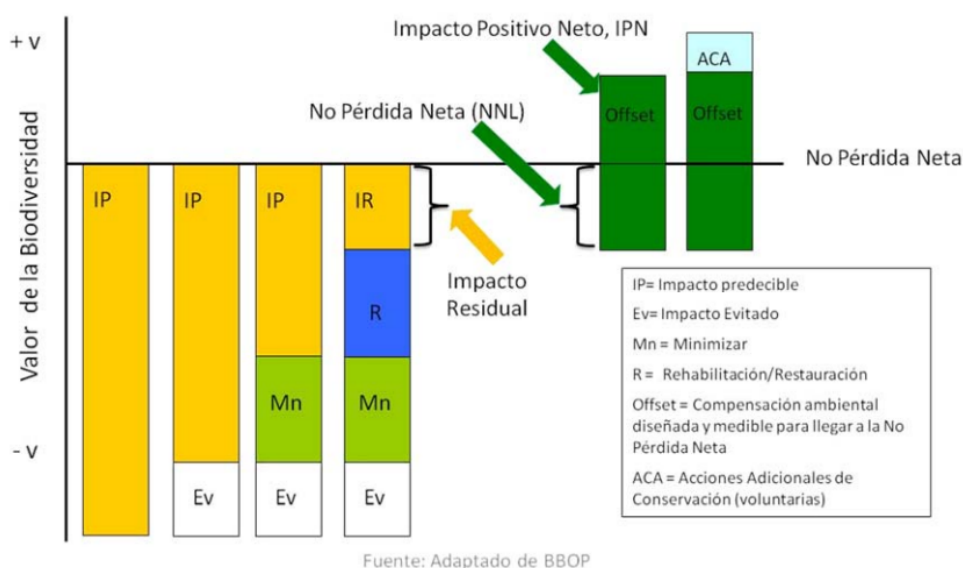 + v
Impacto Positivo Neto, IPN
ACA
Offset
Offset
No Pérdida Neta (NNL)
No Pérdida Neta
Valor de la Biodiversidad
IP
IP
IP
IR
Impacto
Residual
R
Mn
Mn
- v
Ev
Ev
Ev
IP= Impacto predecible
Ev= Impacto Evitado
Mn = Minimizar
R = Rehabilitación/Restauración
Offset = Compensación ambiental
diseñada y medible para llegar a la No
Pérdida Neta
ACA = Acciones Adicionales de
Conservación (voluntarias)
Fuente: Adaptado de BBOP